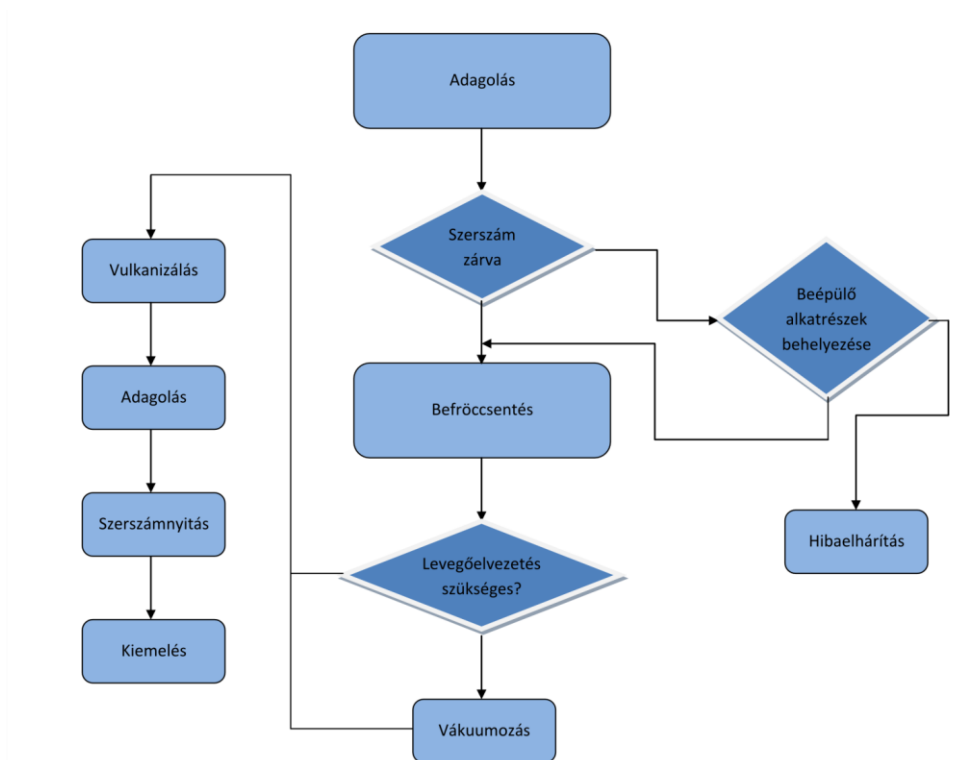 Adagolás
Szerszám
zárva
Beépülő
alkatrészek
behelyezése
Vulkanizálás
Adagolás
Befröccsentés
Szerszámnyitás
Levegőelvezetés
szükséges?
Hibaelhárítás
Kiemelés
Vákuumozás